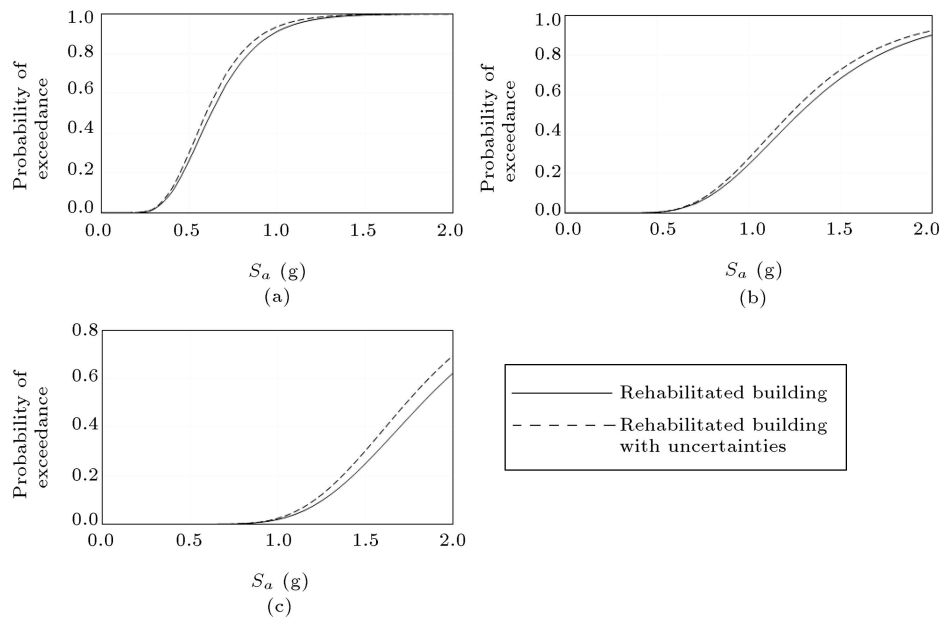 1.0
0.8
0.6
0.4
0.2
0.0
Probability of
exceedance
0.0 0.5 1.0 1.5 2.0
Sa (g)
(a)
1.0
0.8
0.6
0.4
0.2
0.0
Probability of
exceedance
0.0 0.5 1.0 1.5 2.0
Sa (g)
(b)
0.8
0.6
0.4
0.2
0.0
Probability of
exceedance
0.0 0.5 1.0 1.5 2.0
Sa (g)
(c)
Rehabilitated building
Rehabilitated building
with uncertainties